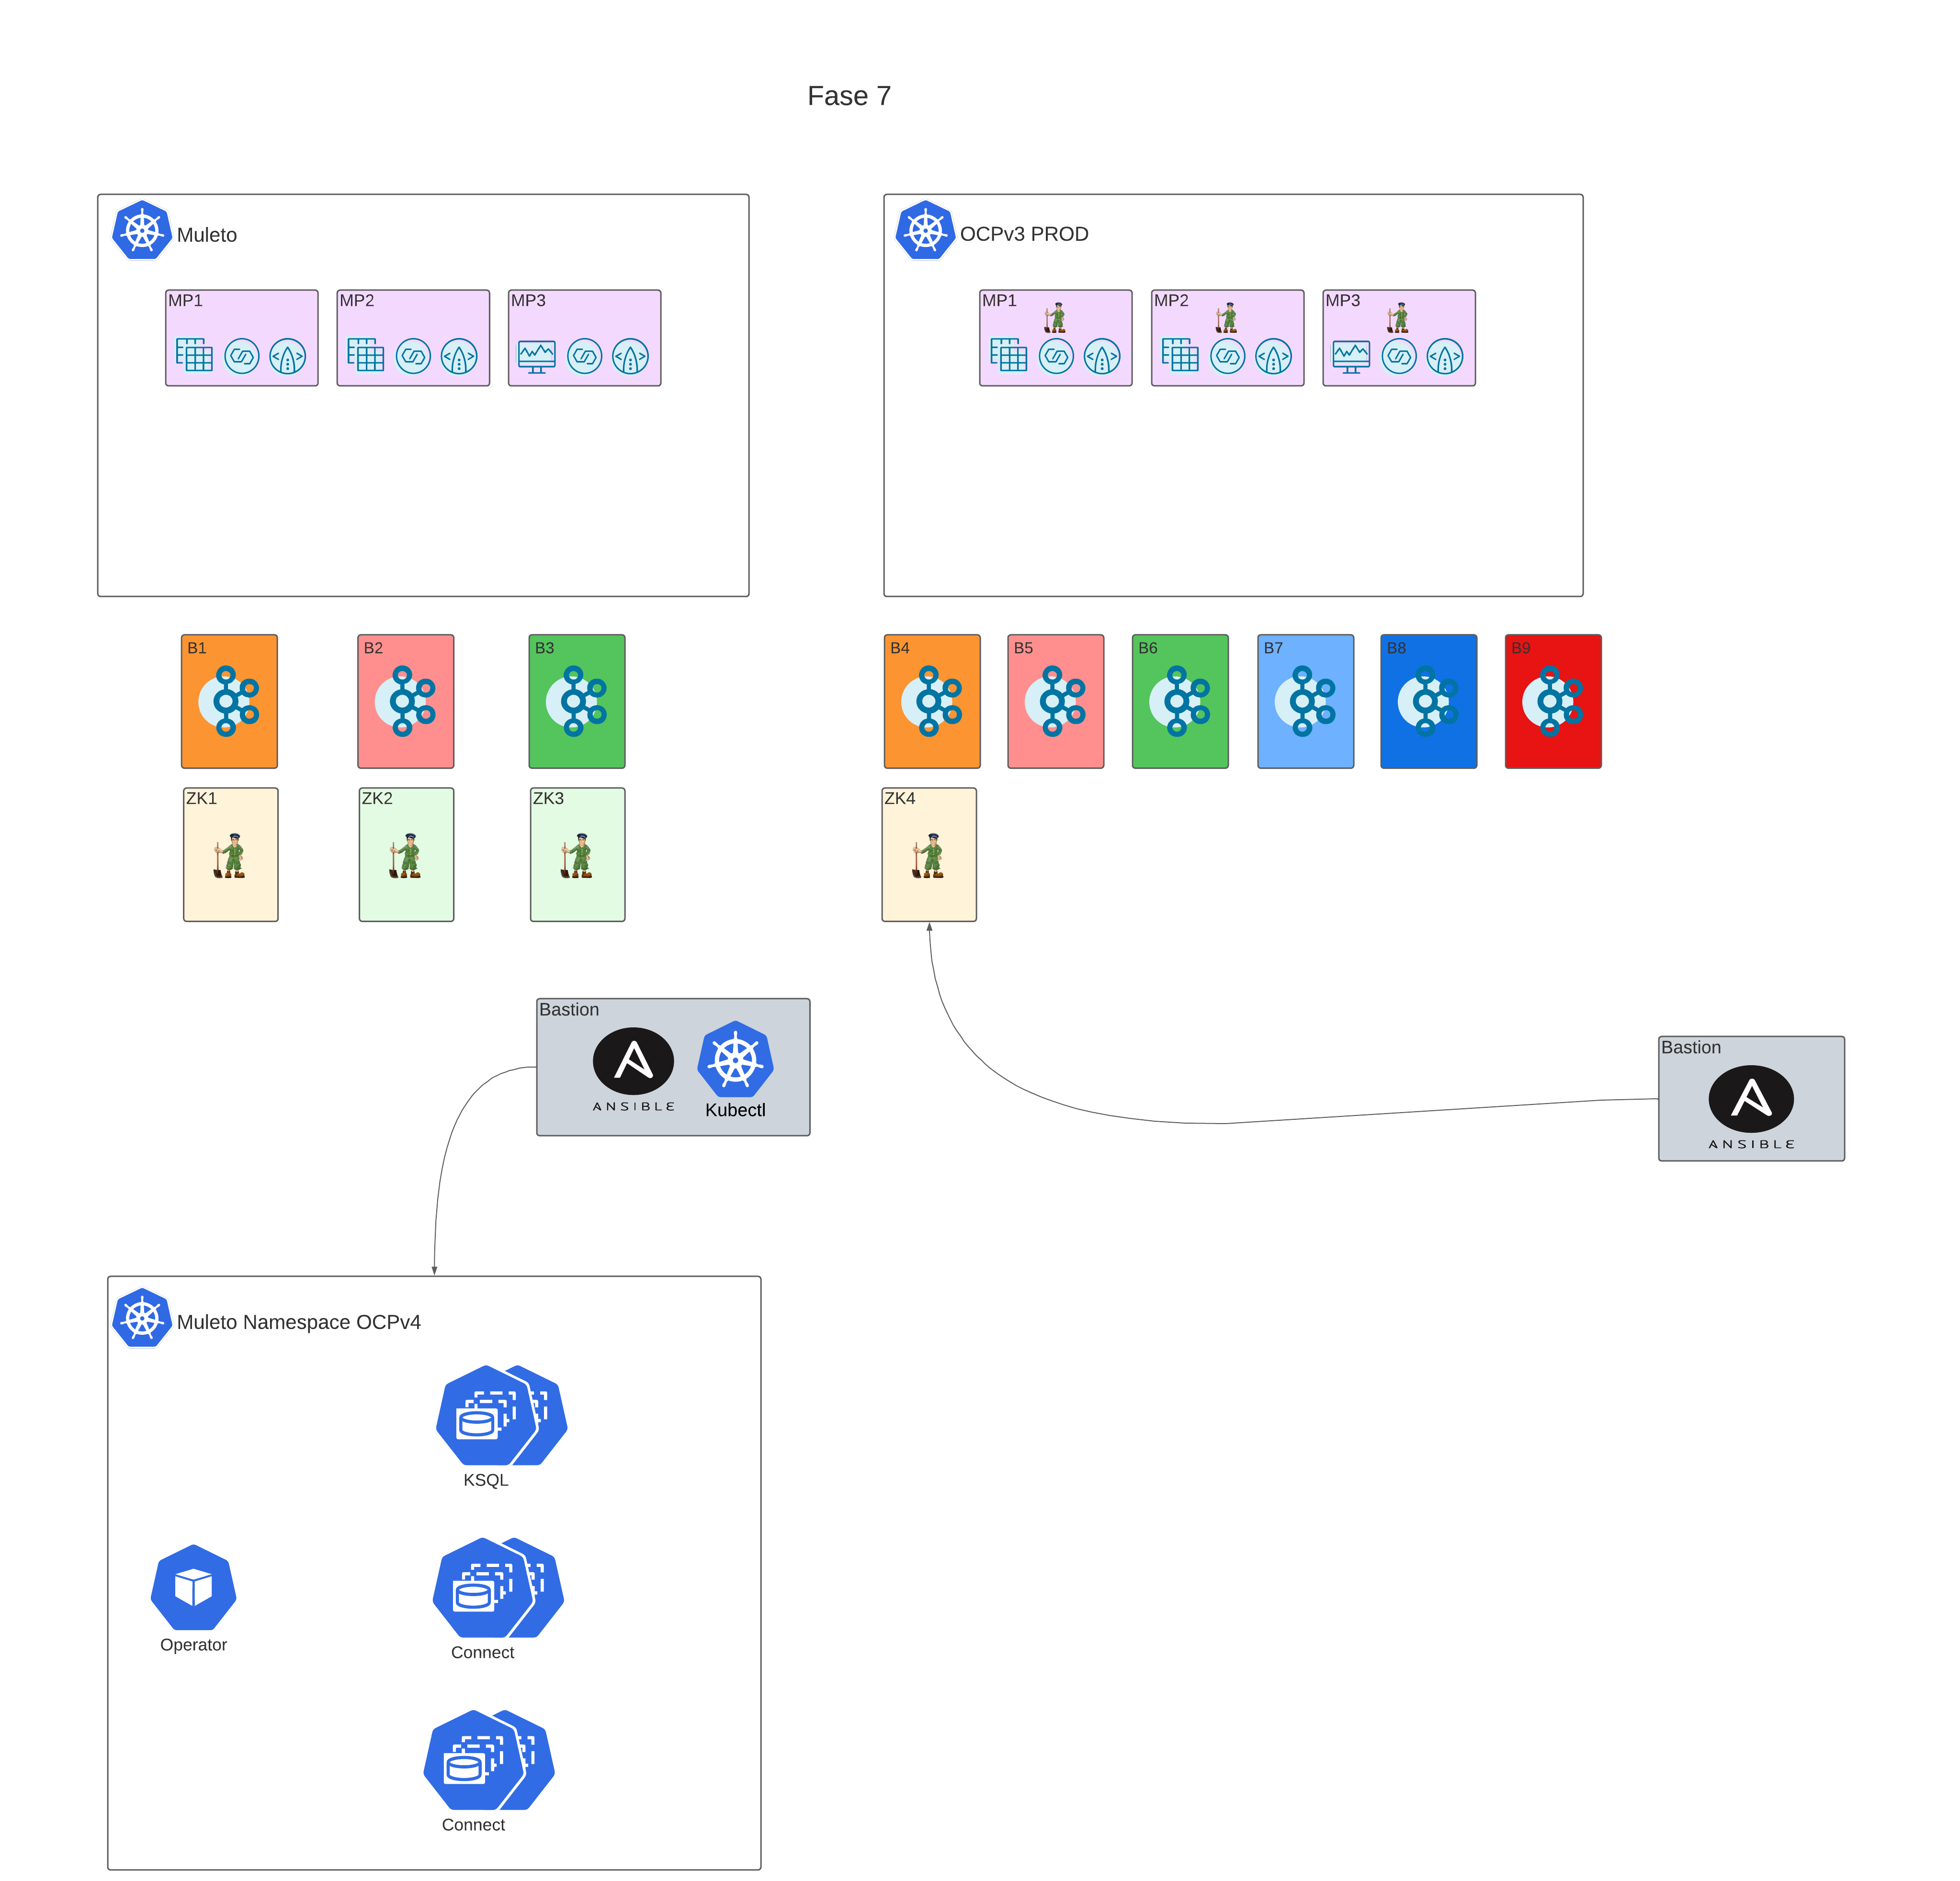 Fase 7
Muleto
MP1
MP2
MP3
OCPv3 PROD
MP1
MP2
MP3
B1
B2
B3
B4
B5
B6
B7
B8
B9
ZK1
ZK2
ZK3
ZK4
Bastion
ANSIBLE
Kubectl
Bastion
ANSIBLE
Muleto Namespace OCPv4
KSQL
Operator
Connect
Connect